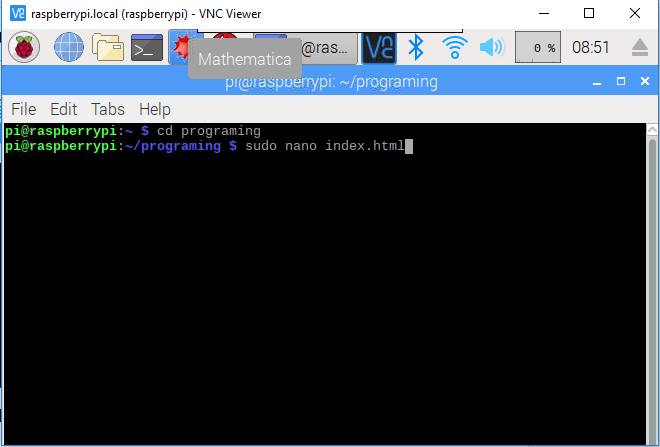 raspberrypi.local (raspberrypi) - VNC Viewer
@ras...
0 %
08:51
Mathematica
pi@raspberrypi: ~/programing
File Edit Tabs Help
pi@raspberrypi:~ $ cd programing
pi@raspberrypi:~/programing $ sudo nano index.html